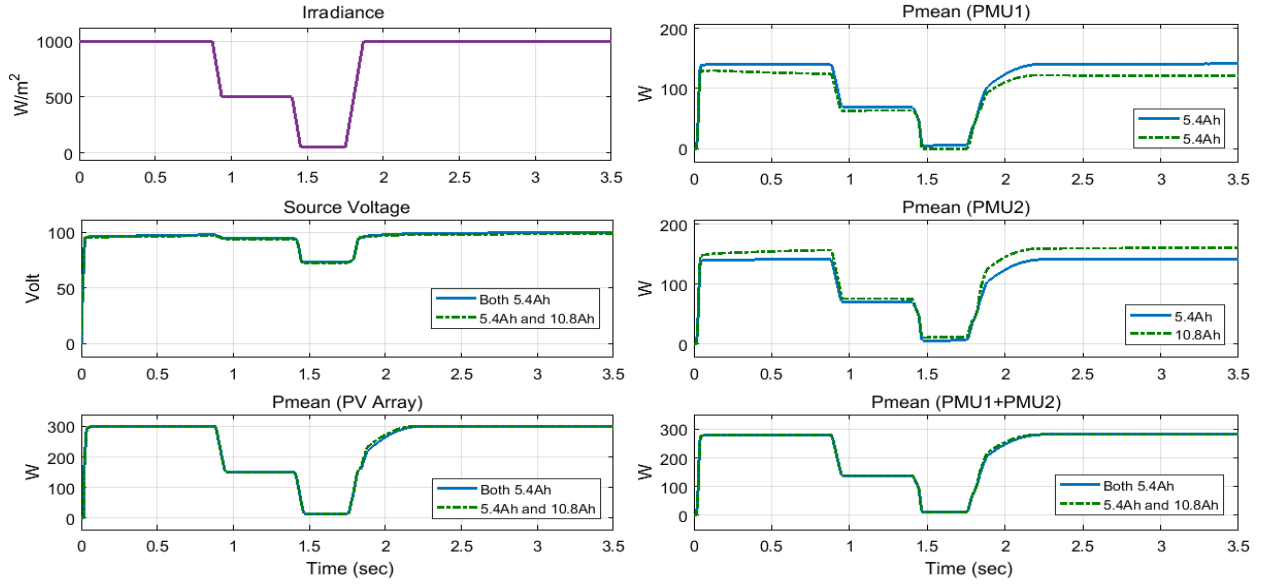 Irradiance
W/m²
1000
500
0
0 0.5 1 1.5 2 2.5 3 3.5
Source Voltage
Volt
100
50
0
Both 5.4Ah
5.4Ah and 10.8Ah
0 0.5 1 1.5 2 2.5 3 3.5
Pmean (PV Array)
W
300
200
100
0
Both 5.4Ah
5.4Ah and 10.8Ah
0 0.5 1 1.5 2 2.5 3 3.5
Time (sec)
Pmean (PMU1)
W
200
100
0
5.4Ah
5.4Ah
0 0.5 1 1.5 2 2.5 3 3.5
Pmean (PMU2)
W
200
100
0
5.4Ah
10.8Ah
0 0.5 1 1.5 2 2.5 3 3.5
Pmean (PMU1+PMU2)
W
300
200
100
0
Both 5.4Ah
5.4Ah and 10.8Ah
0 0.5 1 1.5 2 2.5 3 3.5
Time (sec)